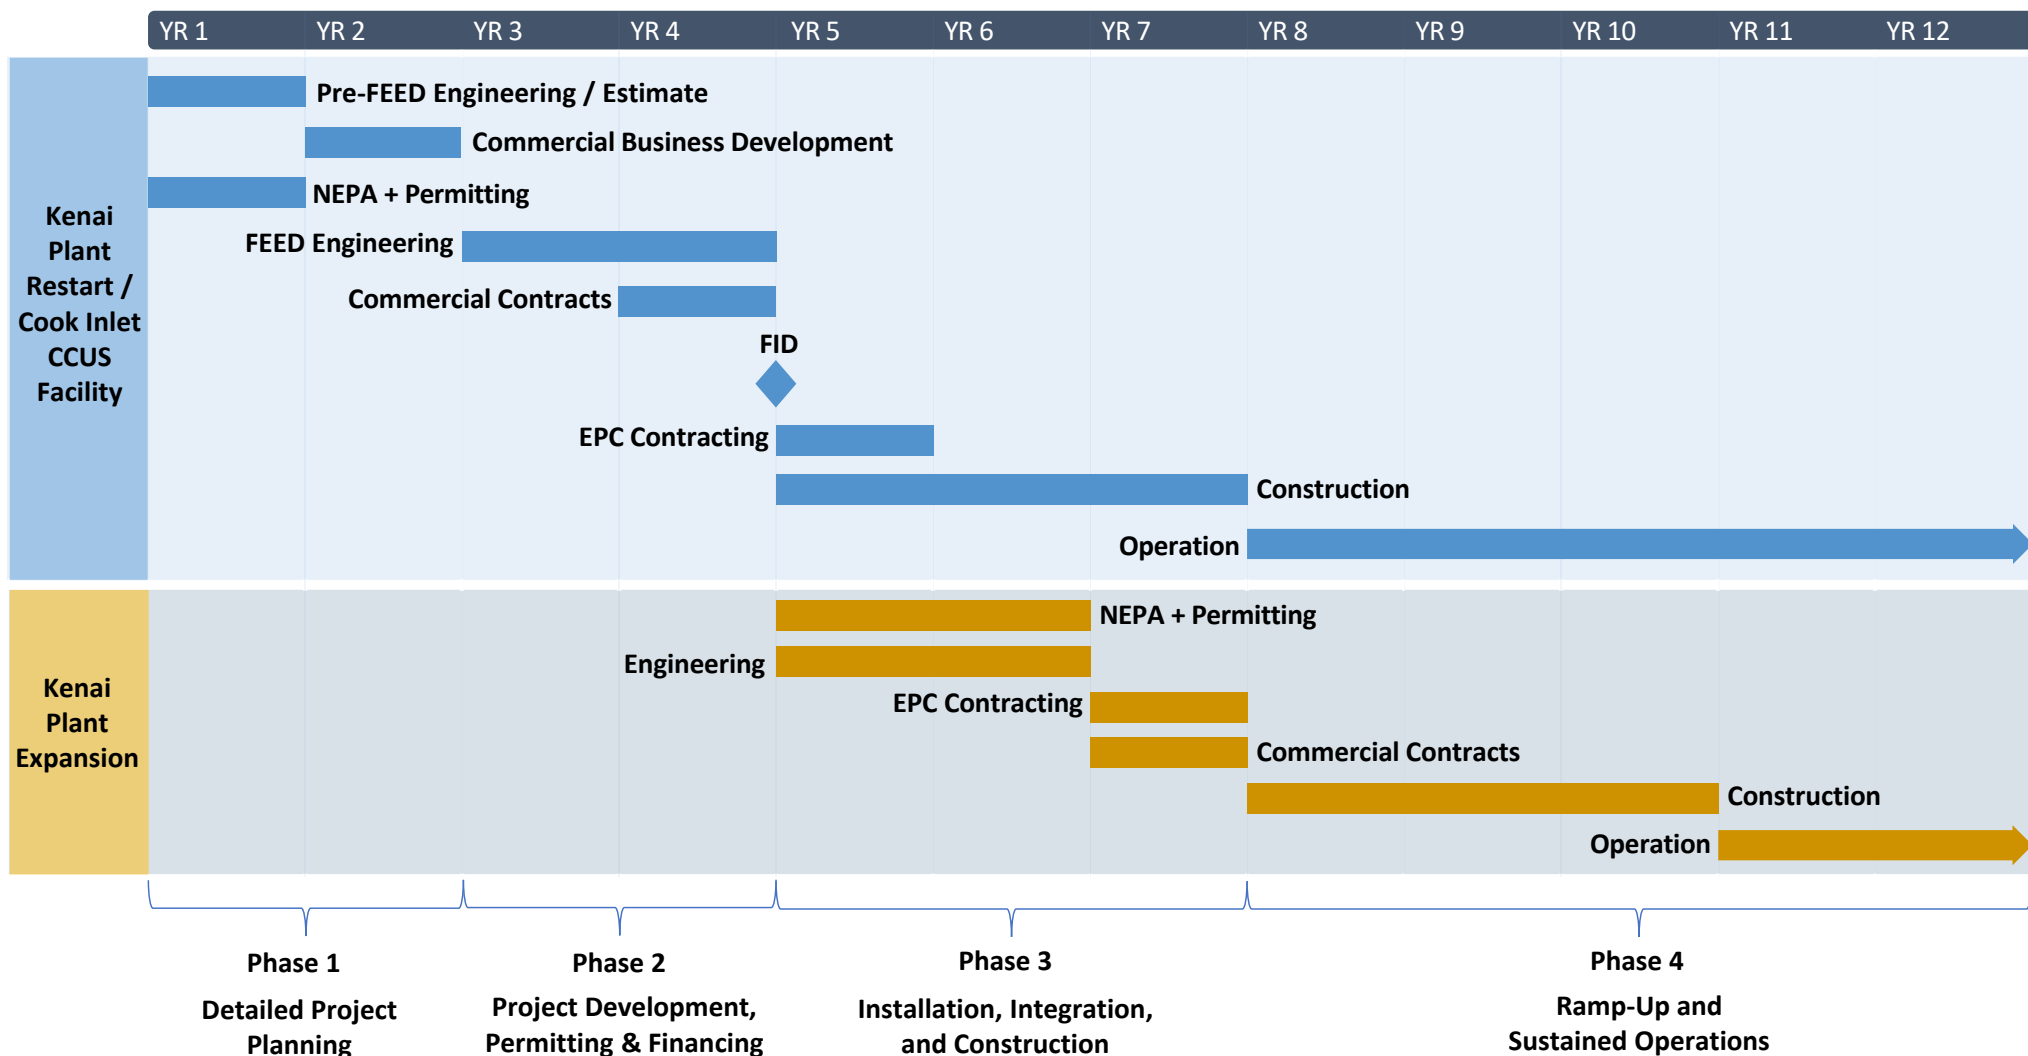 YR 1 YR 2 YR 3 YR 4 YR 5 YR 6 YR 7 YR 8 YR 9 YR 10 YR 11 YR 12
Kenai
Plant
Restart /
Cook Inlet
CCUS
Facility
Pre-FEED Engineering / Estimate
Commercial Business Development
NEPA + Permitting
FEED Engineering
Commercial Contracts
FID
EPC Contracting
Construction
Operation
Kenai
Plant
Expansion
NEPA + Permitting
Engineering
EPC Contracting
Commercial Contracts
Construction
Operation
Phase 1
Detailed Project
Planning
Phase 2
Project Development,
Permitting & Financing
Phase 3
Installation, Integration,
and Construction
Phase 4
Ramp-Up and
Sustained Operations